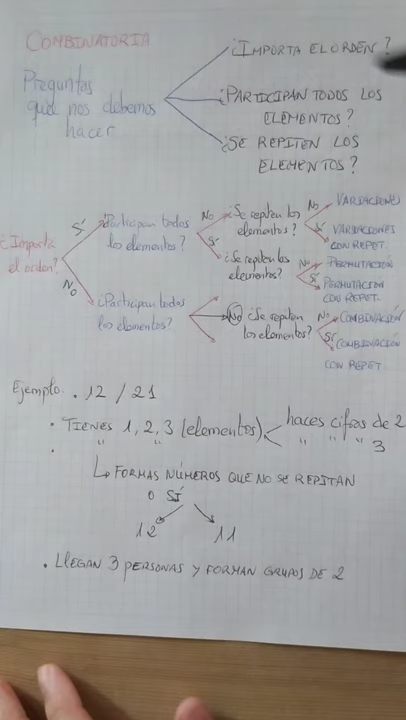 COMBINATORIA
Preguntas
que nos debemos
hacer
¿IMPORTA EL ORDEN?
¿PARTICIPAN TODOS LOS
ELEMENTOS?
¿SE REPITEN LOS
ELEMENTOS?
¿Importa
el orden?
Sí
¿Participan todos
los elementos?
No
¿Se repiten los
elementos?
No
VARIACIONES
Sí
VARIACIONES
CON REPET.
Sí
¿Se repiten los
elementos?
No
PERMUTACIÓN
Sí
PERMUTACIÓN
CON REPET.
No
¿Participan todos
los elementos?
No
¿Se repiten
los elementos?
No
COMBINACIÓN
Sí
COMBINACIÓN
CON REPET
Ejemplo. . 12 / 21
. TIENES 1, 2, 3 (elementos) haces cifras de 2
" " " " " 3
.
↳ FORMAS NÚMEROS QUE NO SE REPITAN
O SÍ
12 11
. LLEGAN 3 PERSONAS Y FORMAN GRUPOS DE 2